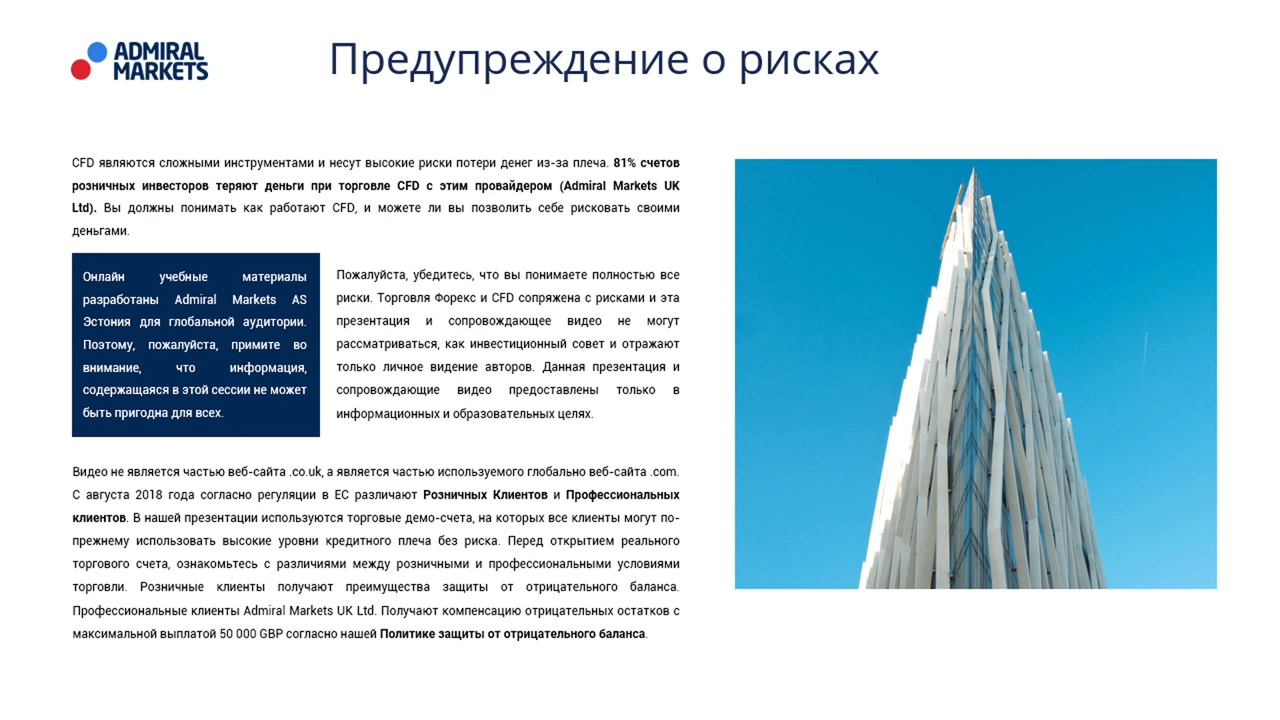 ADMIRAL
MARKETS
Предупреждение о рисках
CFD являются сложными инструментами и несут высокие риски потери денег из-за плеча. 81% счетов
розничных инвесторов теряют деньги при торговле CFD с этим провайдером (Admiral Markets UK
Ltd). Вы должны понимать как работают CFD, и можете ли вы позволить себе рисковать своими
деньгами.
Онлайн учебные материалы
разработаны Admiral Markets AS
Эстония для глобальной аудитории.
Поэтому, пожалуйста, примите во
внимание, что информация,
содержащаяся в этой сессии не может
быть пригодна для всех.
Пожалуйста, убедитесь, что вы понимаете полностью все
риски. Торговля Форекс и CFD сопряжена с рисками и эта
презентация и сопровождающее видео не могут
рассматриваться, как инвестиционный совет и отражают
только личное видение авторов. Данная презентация и
сопровождающие видео предоставлены только в
информационных и образовательных целях.
Видео не является частью веб-сайта .co.uk, а является частью используемого глобально веб-сайта .com.
С августа 2018 года согласно регуляции в ЕС различают Розничных Клиентов и Профессиональных
клиентов. В нашей презентации используются торговые демо-счета, на которых все клиенты могут по-
прежнему использовать высокие уровни кредитного плеча без риска. Перед открытием реального
торгового счета, ознакомьтесь с различиями между розничными и профессиональными условиями
торговли. Розничные клиенты получают преимущества защиты от отрицательного баланса.
Профессиональные клиенты Admiral Markets UK Ltd. Получают компенсацию отрицательных остатков с
максимальной выплатой 50 000 GBP согласно нашей Политике защиты от отрицательного баланса.